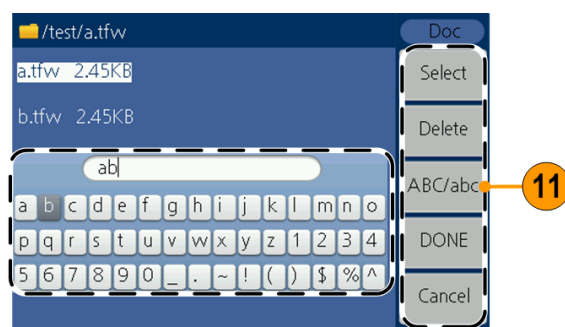 /test/a.tfw
Doc
a.tfw 2.45KB
Select
b.tfw 2.45KB
Delete
ab
ABC/abc
11
a b c d e f g h i j k l m n o
p q r s t u v w x y z 1 2 3 4
DONE
5 6 7 8 9 0 _ . ~ ! ( ) $ % ^
Cancel